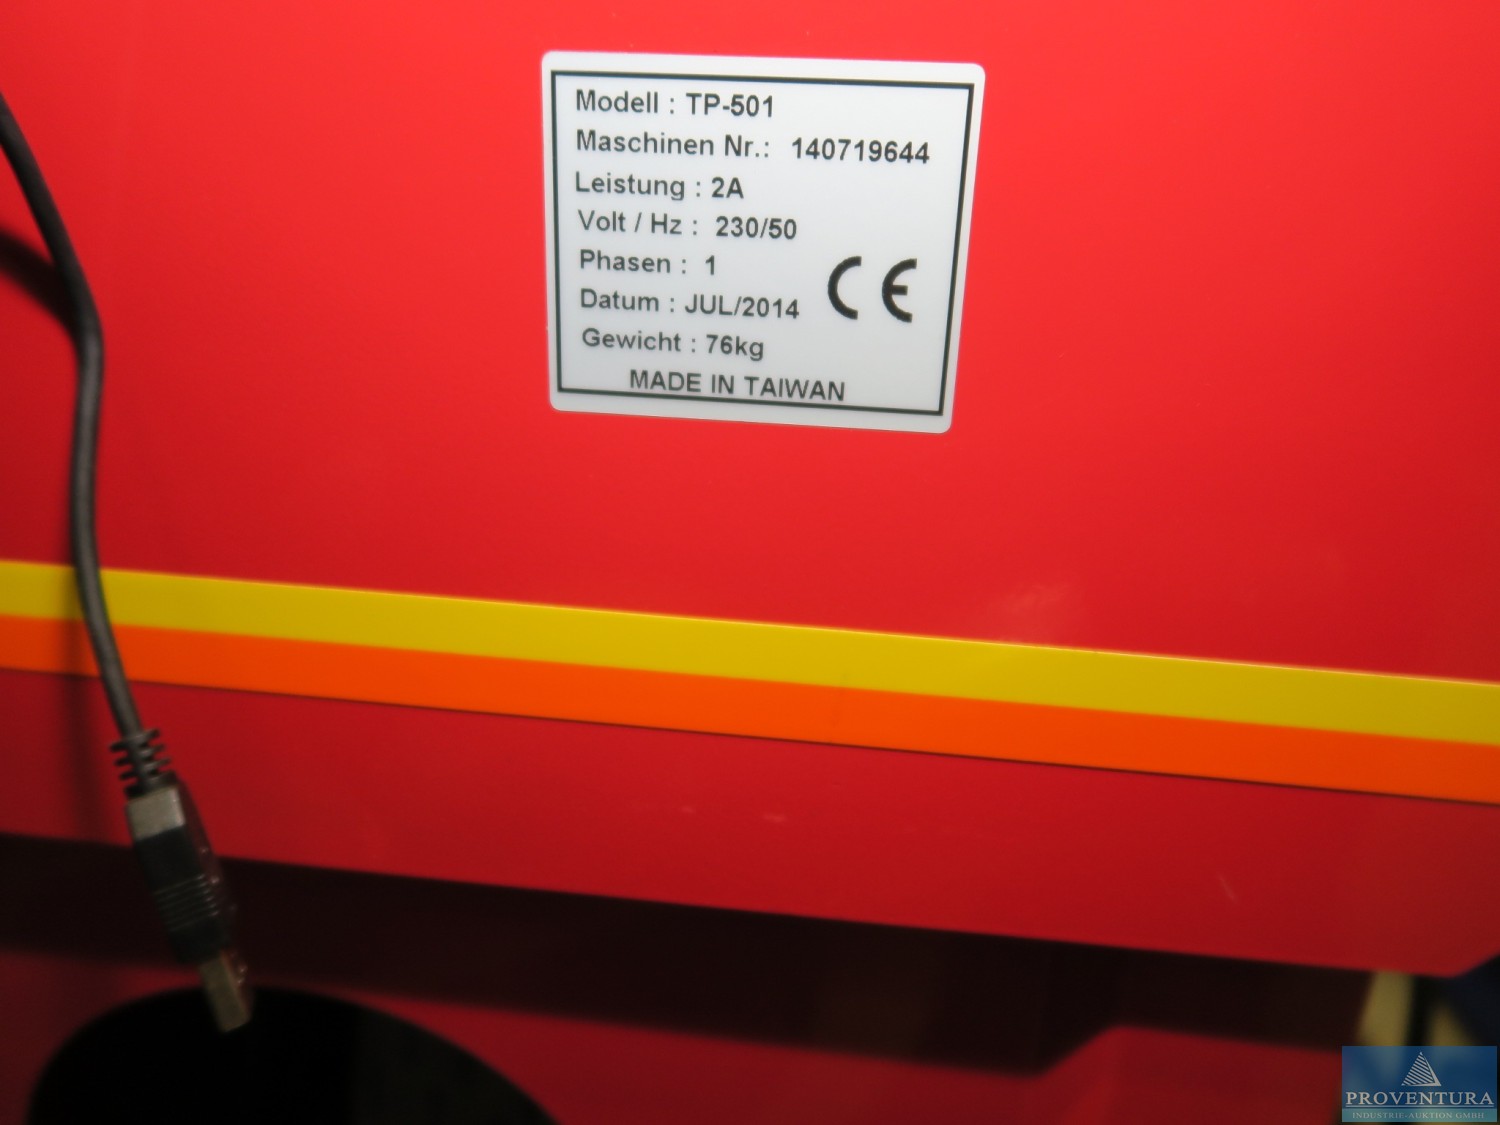 Modell : TP-501
Maschinen Nr.: 140719644
Leistung : 2A
Volt / Hz : 230/50
Phasen : 1
Datum : JUL/2014
CE
Gewicht : 76kg
MADE IN TAIWAN
PROVENTURA
INDUSTRIE-AUKTION GMBH